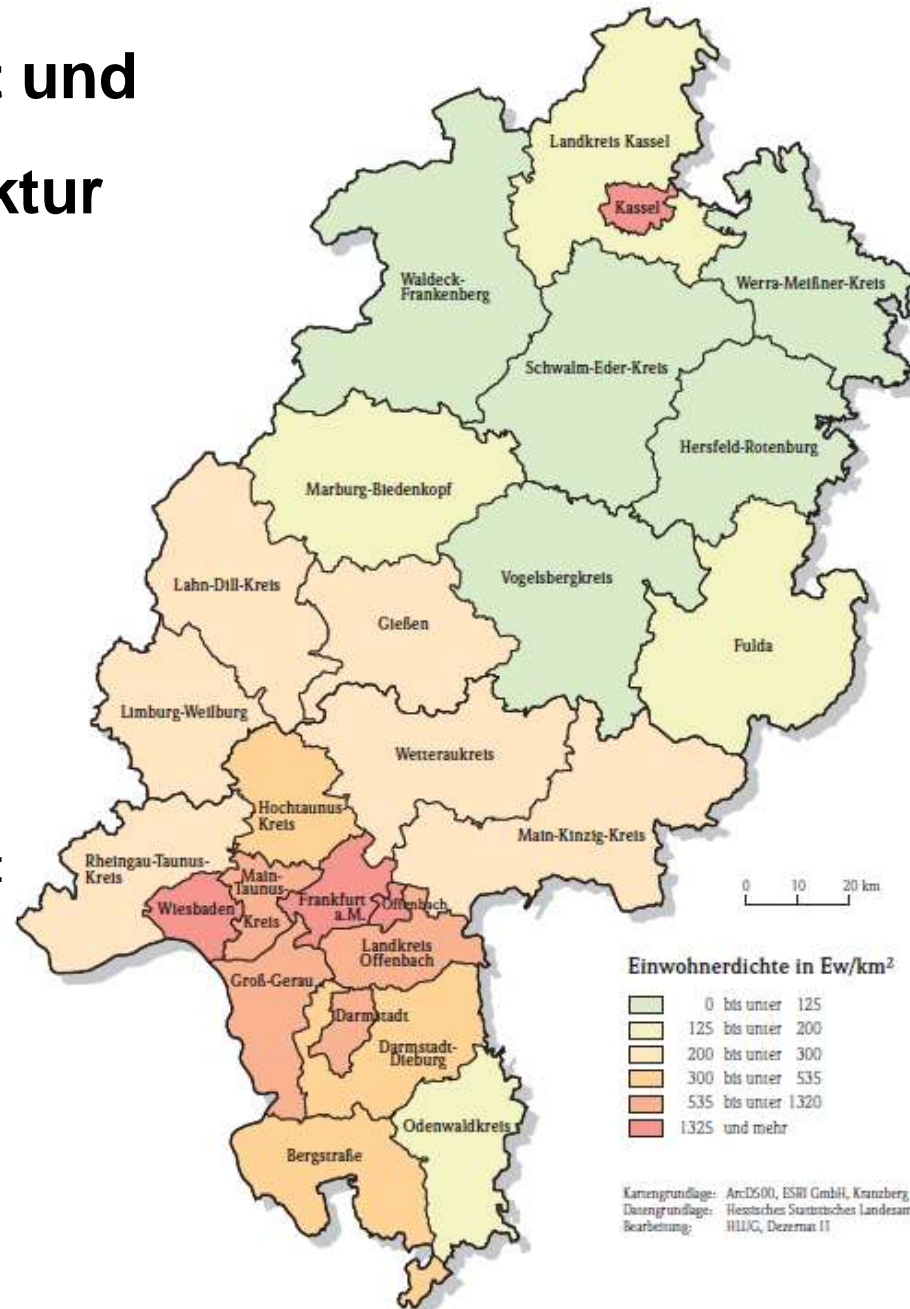 t und
ktur
t
Landkreis Kassel
Kassel
Waldeck-
Frankenberg
Werra-Meißner-Kreis
Schwalm-Eder-Kreis
Hersfeld-Rotenburg
Marburg-Biedenkopf
Lahn-Dill-Kreis
Vogelsbergkreis
Gießen
Fulda
Limburg-Weilburg
Wetteraukreis
Hochtaunus
Kreis
Main-Kinzig-Kreis
Rheingau-Taunus-
Kreis
Main-
Taunus-
Kreis
Wiesbaden
Frankfurt
a.M.
Offenbach
Landkreis
Offenbach
Groß-Gerau
Darmstadt
Darmstadt-
Dieburg
Odenwaldkreis
Bergstraße
0 10 20 km
Einwohnerdichte in Ew/km²
0 bis unter 125
125 bis unter 200
200 bis unter 300
300 bis unter 535
535 bis unter 1320
1325 und mehr
Kartengrundlage: ArcD500, ESRI GmbH, Kranzberg
Datengrundlage: Hessisches Statistisches Landesam
Bearbeitung: HLUG, Dezernat I1